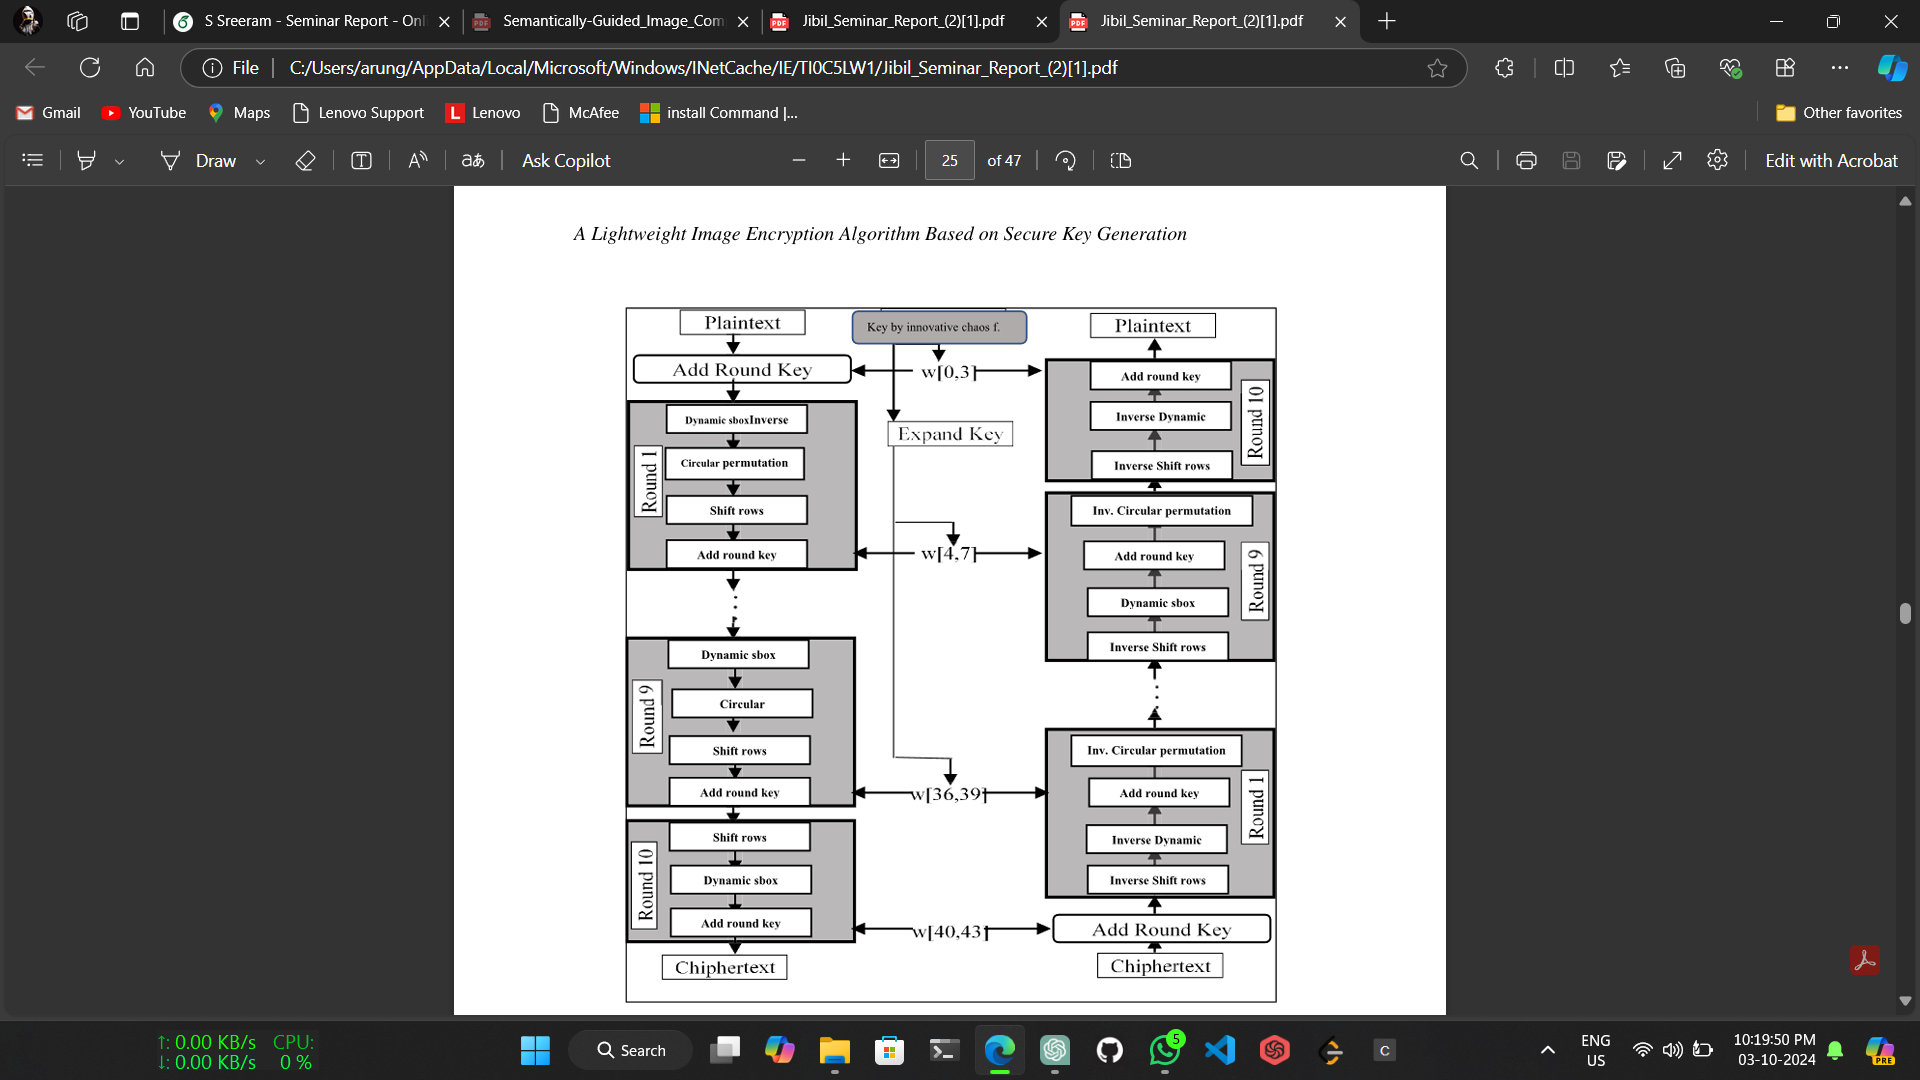 S Sreeram - Seminar Report - Onl
Semantically-Guided_Image_Com
Jibil_Seminar_Report_(2)[1].pdf
Jibil_Seminar_Report_(2)[1].pdf
File
C:/Users/arung/AppData/Local/Microsoft/Windows/INetCache/IE/TI0C5LW1/Jibil_Seminar_Report_(2)[1].pdf
Gmail
YouTube
Maps
Lenovo Support
L Lenovo
McAfee
install Command |...
Other favorites
Draw
Ask Copilot
25 of 47
Edit with Acrobat
A Lightweight Image Encryption Algorithm Based on Secure Key Generation
Plaintext
Add Round Key
Round 1
Dynamic sboxInverse
Circular permutation
Shift rows
Add round key
Round 9
Dynamic sbox
Circular
Shift rows
Add round key
Round 10
Shift rows
Dynamic sbox
Add round key
Chiphertext
Key by innovative chaos f.
w[0,3]
Expand Key
w[4,7]
w[36,39]
w[40,43]
Plaintext
Add round key
Inverse Dynamic
Inverse Shift rows
Round 10
Inv. Circular permutation
Add round key
Dynamic sbox
Inverse Shift rows
Round 9
Inv. Circular permutation
Add round key
Inverse Dynamic
Inverse Shift rows
Round 1
Add Round Key
Chiphertext
↑: 0.00 KB/s CPU:
↓: 0.00 KB/s 0 %
Search
5
C
PRE
ENG
US
10:19:50 PM
03-10-2024